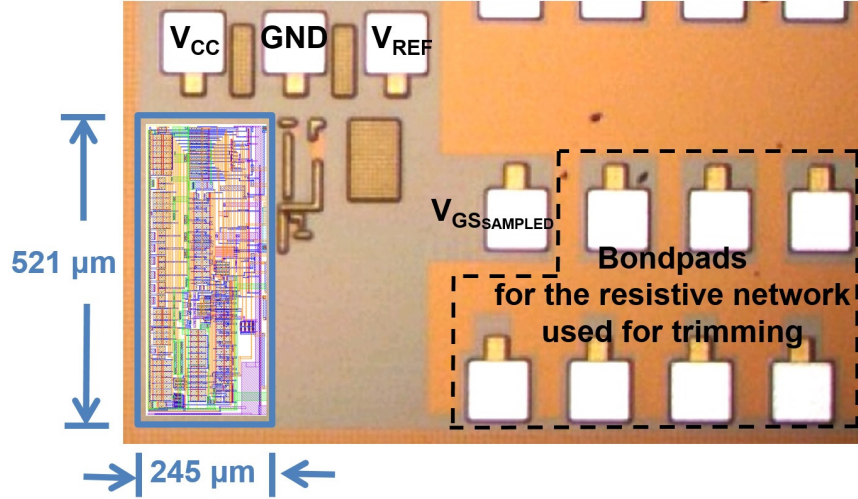 VCC GND VREF
VGSSAMPLED
Bondpads
for the resistive network
used for trimming
521 µm
245 µm